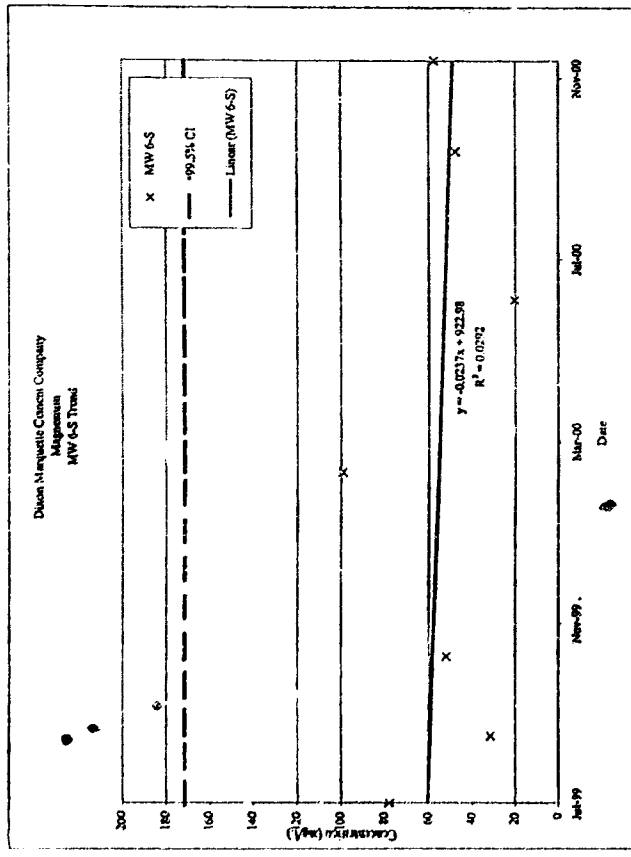 Dixon Marquette Cement Company
Magnesium
MW 6-S Trend
200
180
160
140
120
100
80
60
40
20
0
Concentration (mg/L)
MW 6-S
+99.5% CI
Linear (MW 6-S)
y = -0.0237x + 922.98
R² = 0.0292
Jul-99
Nov-99
Mar-00
Jul-00
Nov-00
Date